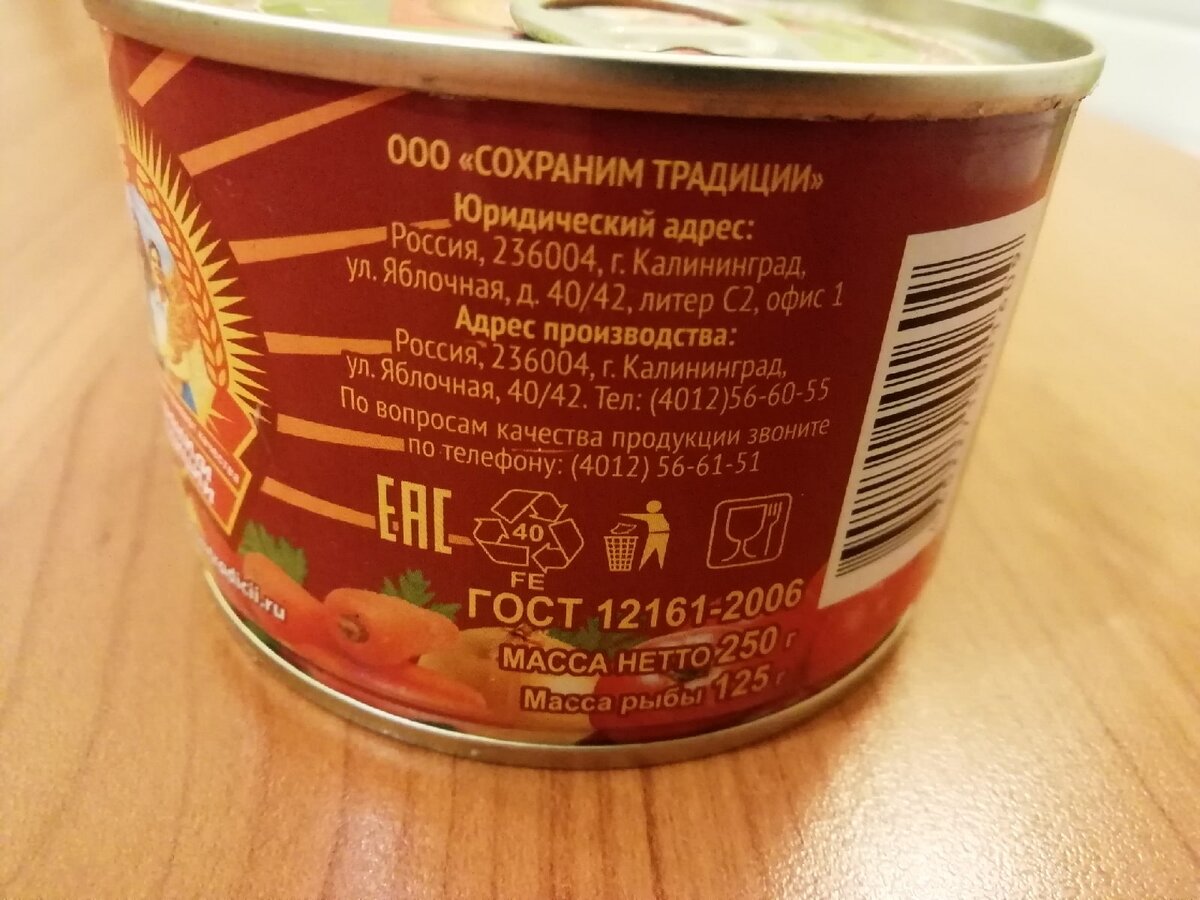 ООО «СОХРАНИМ ТРАДИЦИИ»
Юридический адрес:
Россия, 236004, г. Калининград,
ул. Яблочная, д. 40/42, литер С2, офис 1
Адрес производства:
Россия, 236004, г. Калининград,
ул. Яблочная, 40/42. Тел: (4012)56-60-55
По вопросам качества продукции звоните
по телефону: (4012) 56-61-51
EAC
40
FE
ГОСТ 12161-2006
МАССА НЕТТО 250 г
Масса рыбы 125 г